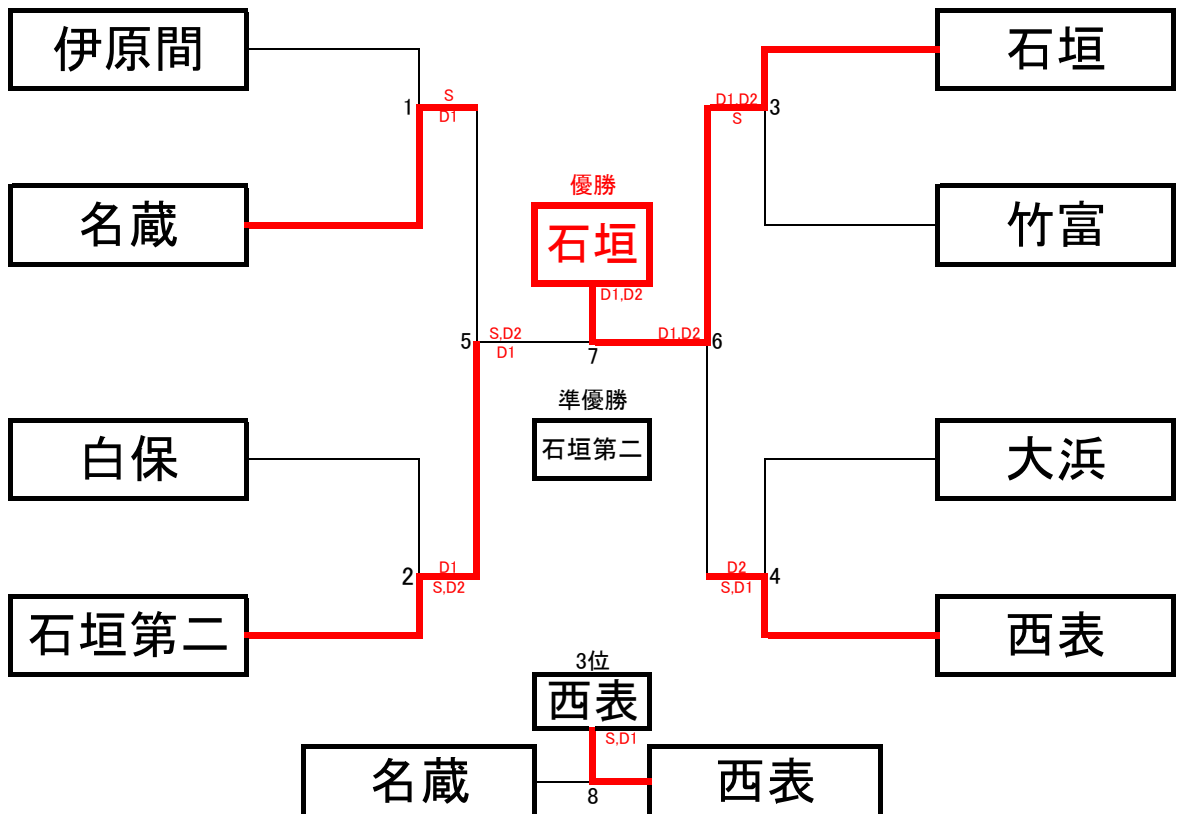 伊原間
石垣
1
S
D1
D1,D2
S
3
名蔵
優勝
石垣
竹富
D1,D2
5
S,D2
D1
7
D1,D2
6
準優勝
白保
石垣第二
大浜
2
D1
S,D2
D2
S,D1
4
石垣第二
西表
3位
西表
S,D1
名蔵
8
西表